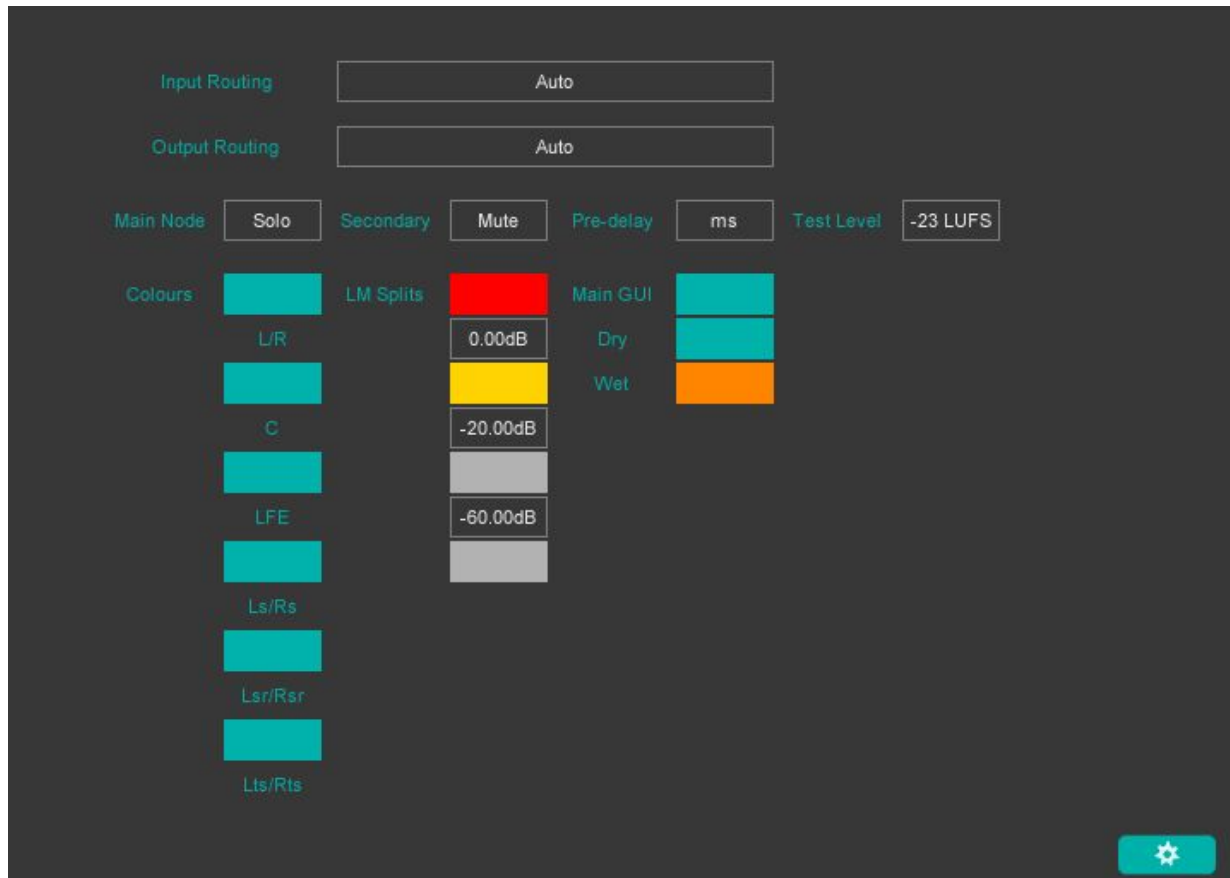 Input Routing Auto
Output Routing Auto
Main Node Solo Secondary Mute Pre-delay ms Test Level -23 LUFS
Colours LM Splits Main GUI
L/R 0.00dB Dry
Wet
C -20.00dB
LFE -60.00dB
Ls/Rs
Lsr/Rsr
Lts/Rts